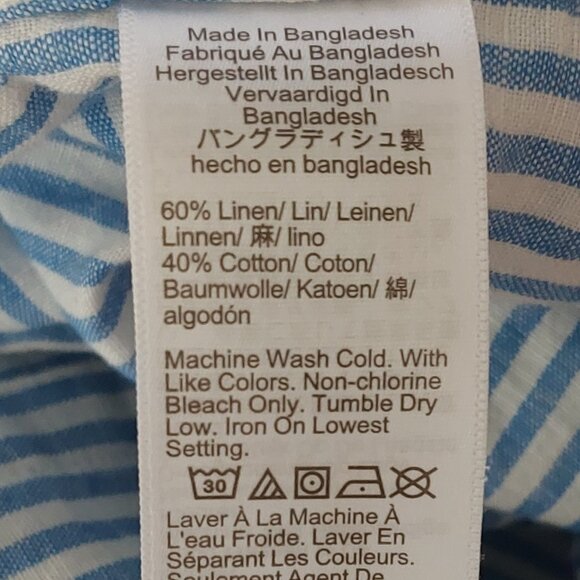 Made In Bangladesh
Fabriqué Au Bangladesh
Hergestellt In Bangladesch
Vervaardigd In
Bangladesh
バングラディシュ製
hecho en bangladesh
60% Linen/ Lin/ Leinen/
Linnen/ 麻/ lino
40% Cotton/ Coton/
Baumwolle/ Katoen/ 綿/
algodón
Machine Wash Cold. With
Like Colors. Non-chlorine
Bleach Only. Tumble Dry
Low. Iron On Lowest
Setting.
30
Laver À La Machine À
L'eau Froide. Laver En
Séparant Les Couleurs.
Seulement Agent De